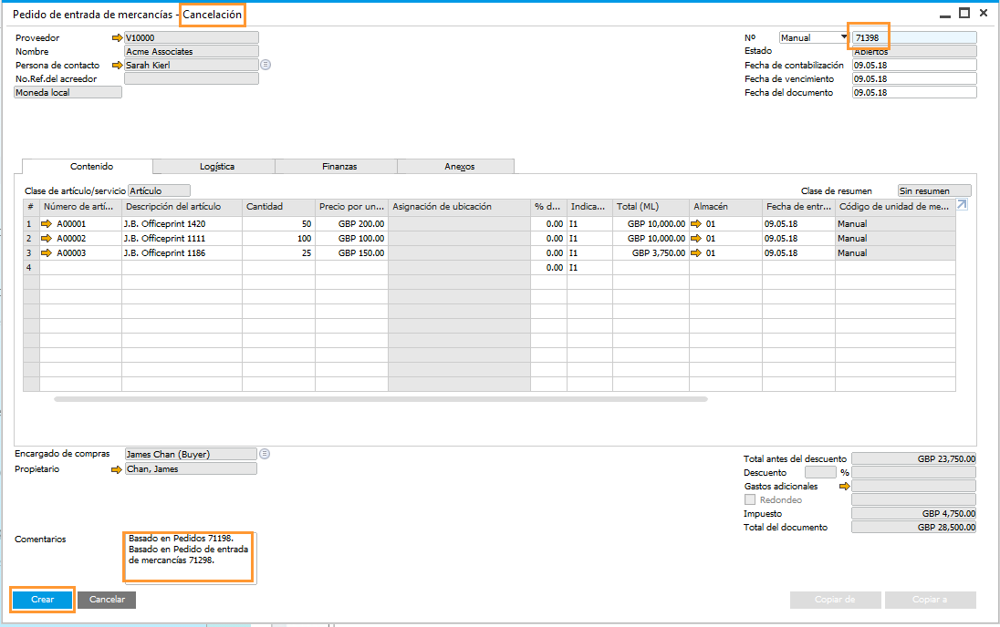 Pedido de entrada de mercancías - Cancelación
Proveedor V10000
Nombre Acme Associates
Persona de contacto Sarah Kierl
No.Ref.del acreedor
Moneda local
Nº Manual 71398
Estado Abiertos
Fecha de contabilización 09.05.18
Fecha de vencimiento 09.05.18
Fecha del documento 09.05.18
Contenido Logística Finanzas Anexos
Clase de artículo/servicio Artículo Clase de resumen Sin resumen
# Número de artí... Descripción del artículo Cantidad Precio por un... Asignación de ubicación % d... Indica... Total (ML) Almacén Fecha de entr... Código de unidad de me...
1 A00001 J.B. Officeprint 1420 50 GBP 200.00 0.00 I1 GBP 10,000.00 01 09.05.18 Manual
2 A00002 J.B. Officeprint 1111 100 GBP 100.00 0.00 I1 GBP 10,000.00 01 09.05.18 Manual
3 A00003 J.B. Officeprint 1186 25 GBP 150.00 0.00 I1 GBP 3,750.00 01 09.05.18 Manual
4 0.00 I1
Encargado de compras James Chan (Buyer)
Propietario Chan, James
Total antes del descuento GBP 23,750.00
Descuento %
Gastos adicionales
Redondeo
Impuesto GBP 4,750.00
Total del documento GBP 28,500.00
Comentarios
Basado en Pedidos 71198.
Basado en Pedido de entrada
de mercancías 71298.
Crear Cancelar Copiar de Copiar a